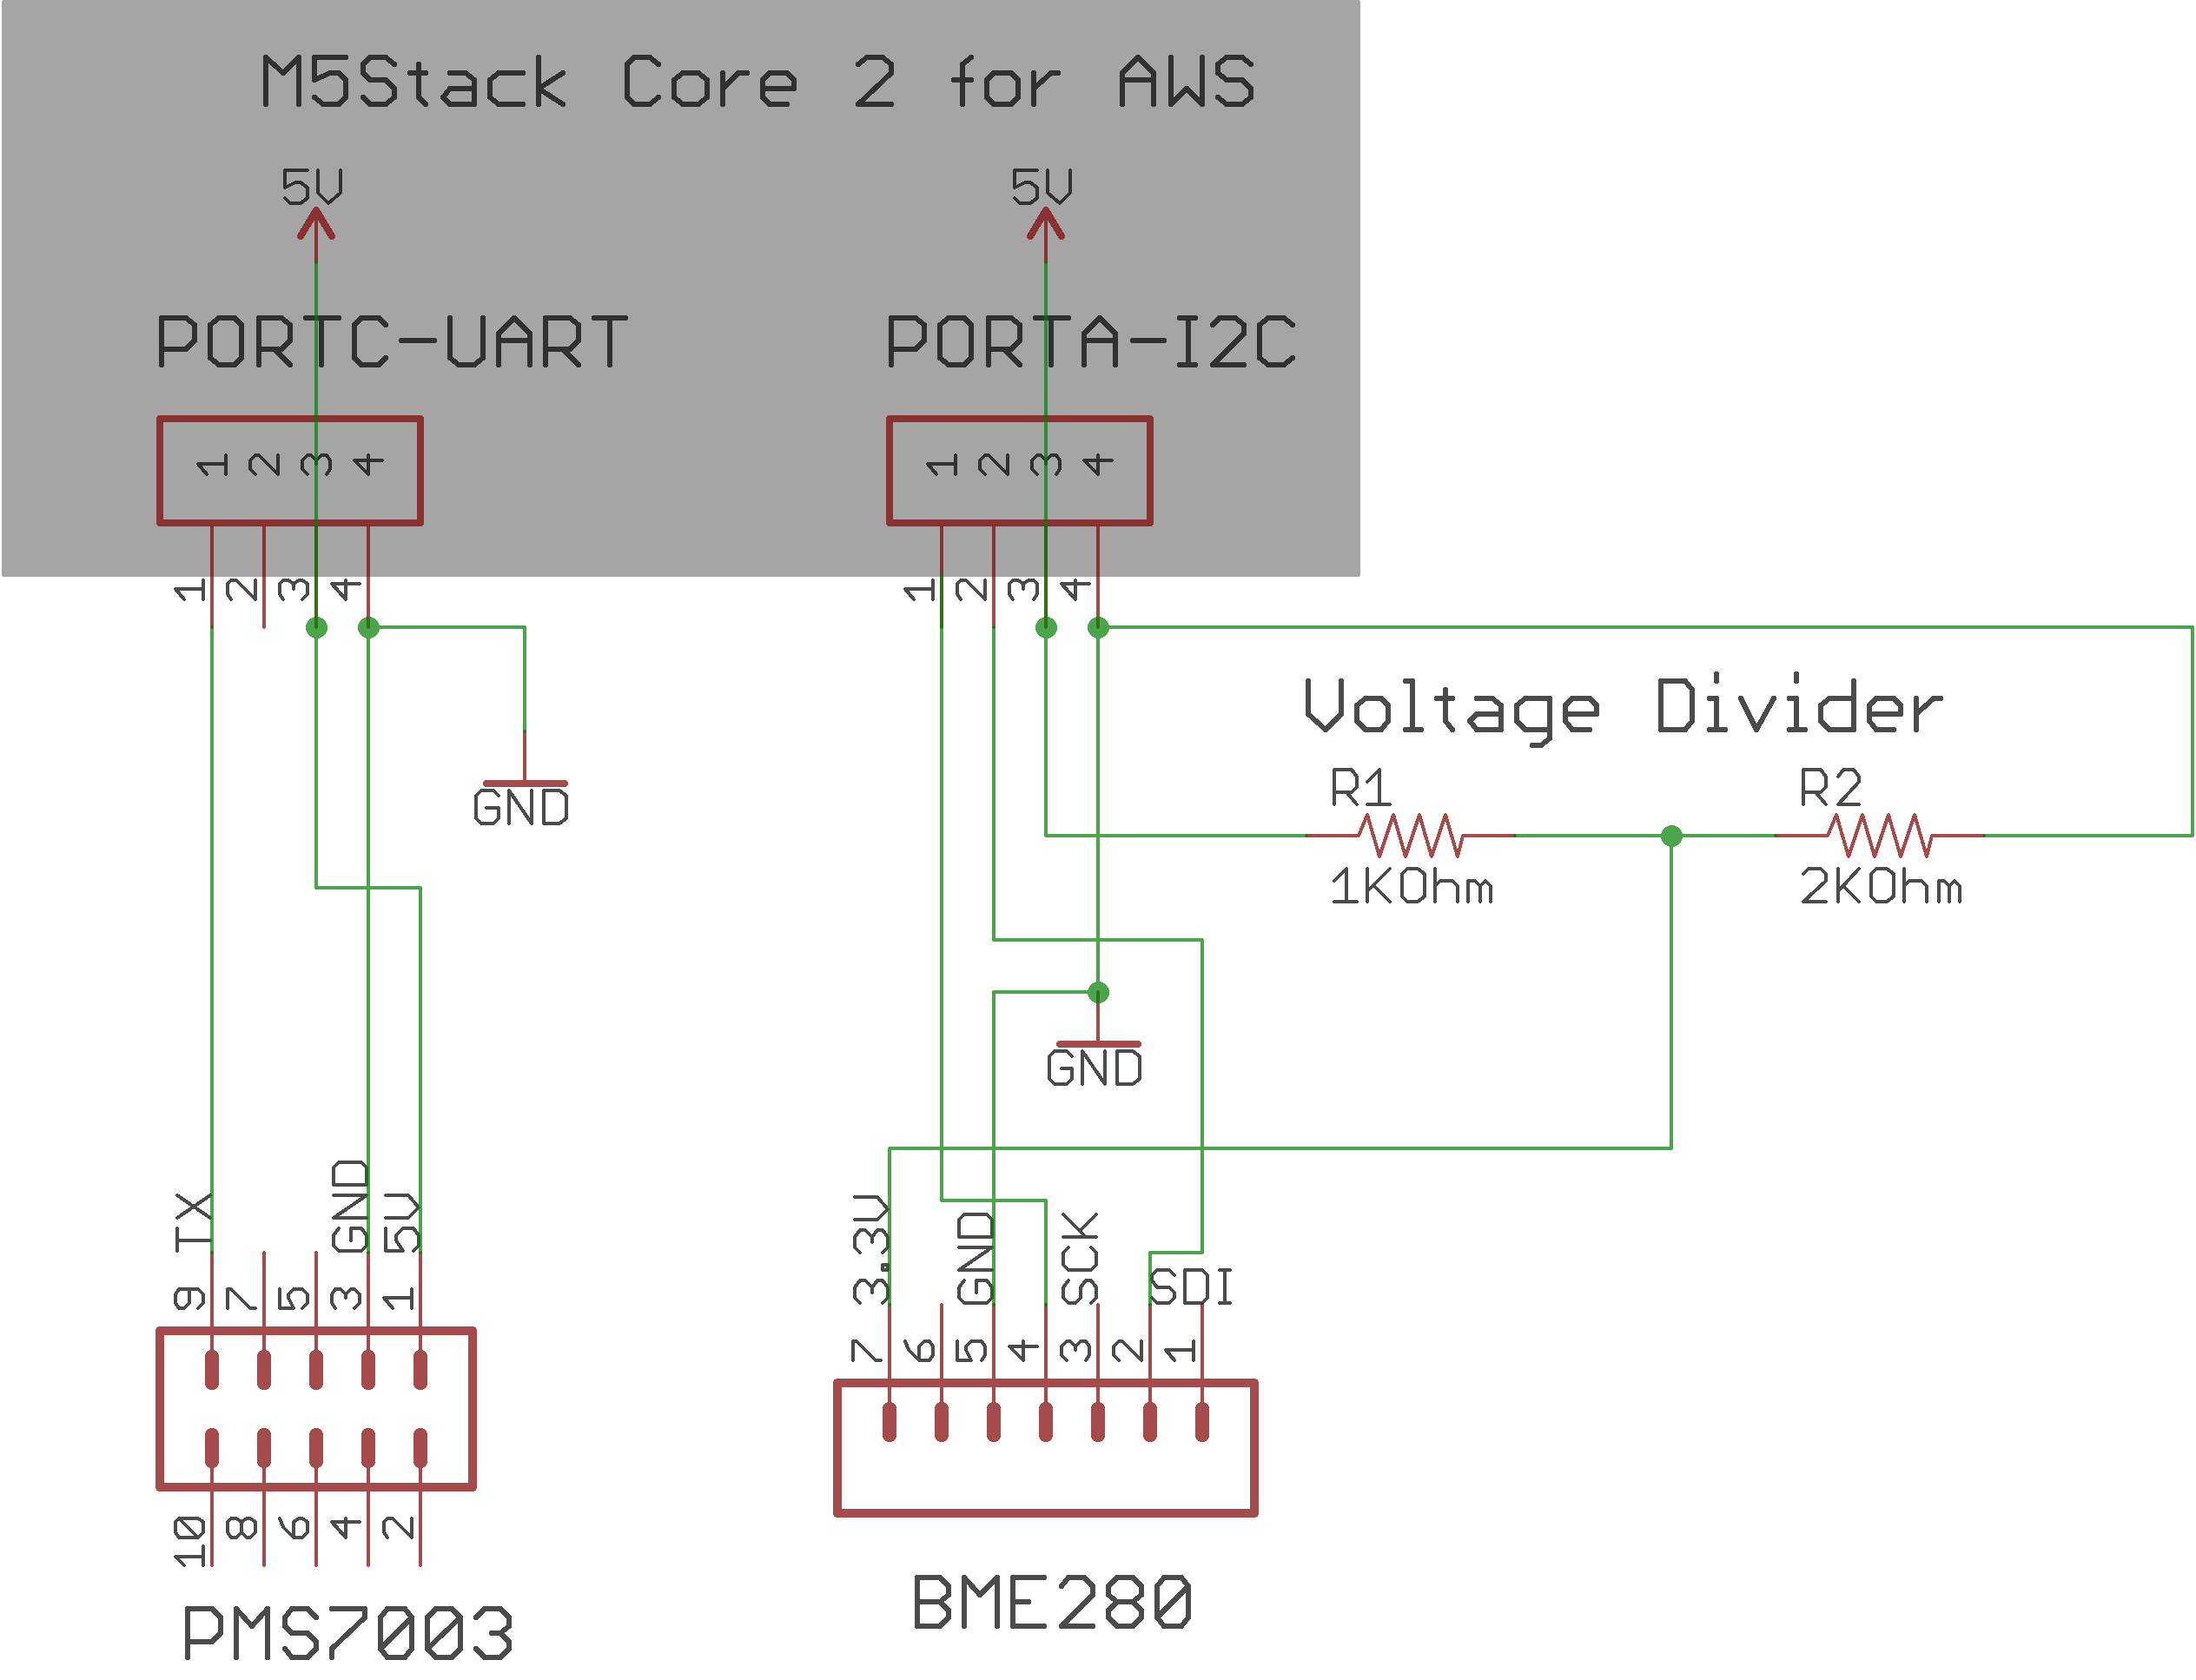 M5Stack Core 2 for AWS
5V 5V
PORTC-UART PORTA-I2C
1 2 3 4 1 2 3 4
1 2 3 4 1 2 3 4
Voltage Divider
R1 R2
GND
1KOhm 2KOhm
GND
TX GND 5V
3.3V GND SCK SDI
9 7 5 3 1
7 6 5 4 3 2 1
10 8 6 4 2
BME280
PMS7003